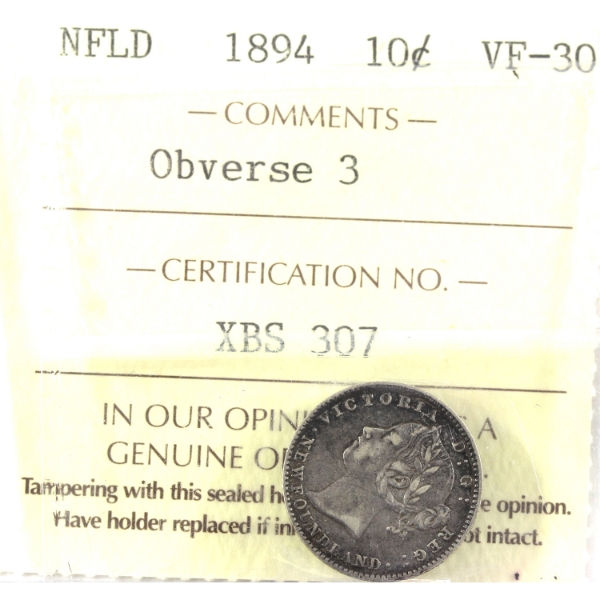 NFLD 1894 10¢ VF-30
— COMMENTS —
Obverse 3
— CERTIFICATION NO. —
XBS 307
IN OUR OPIN A
GENUINE
Tampering with this sealed e opinion.
Have holder replaced if ot intact.
VICTORIA D: G: REG: NEWFOUNDLAND